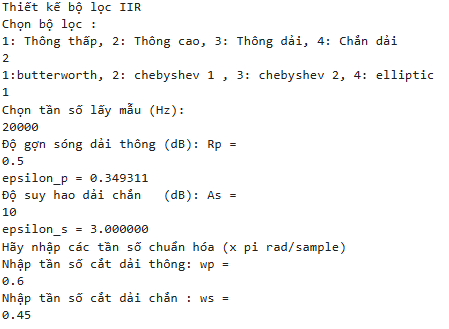 Thiết kế bộ lọc IIR
Chọn bộ lọc :
1: Thông thấp, 2: Thông cao, 3: Thông dải, 4: Chắn dải
2
1:butterworth, 2: chebyshev 1 , 3: chebyshev 2, 4: elliptic
1
Chọn tần số lấy mẫu (Hz):
20000
Độ gợn sóng dải thông (dB): Rp =
0.5
epsilon_p = 0.349311
Độ suy hao dải chắn   (dB): As =
10
epsilon_s = 3.000000
Hãy nhập các tần số chuẩn hóa (x pi rad/sample)
Nhập tần số cắt dải thông: wp =
0.6
Nhập tần số cắt dải chắn : ws =
0.45